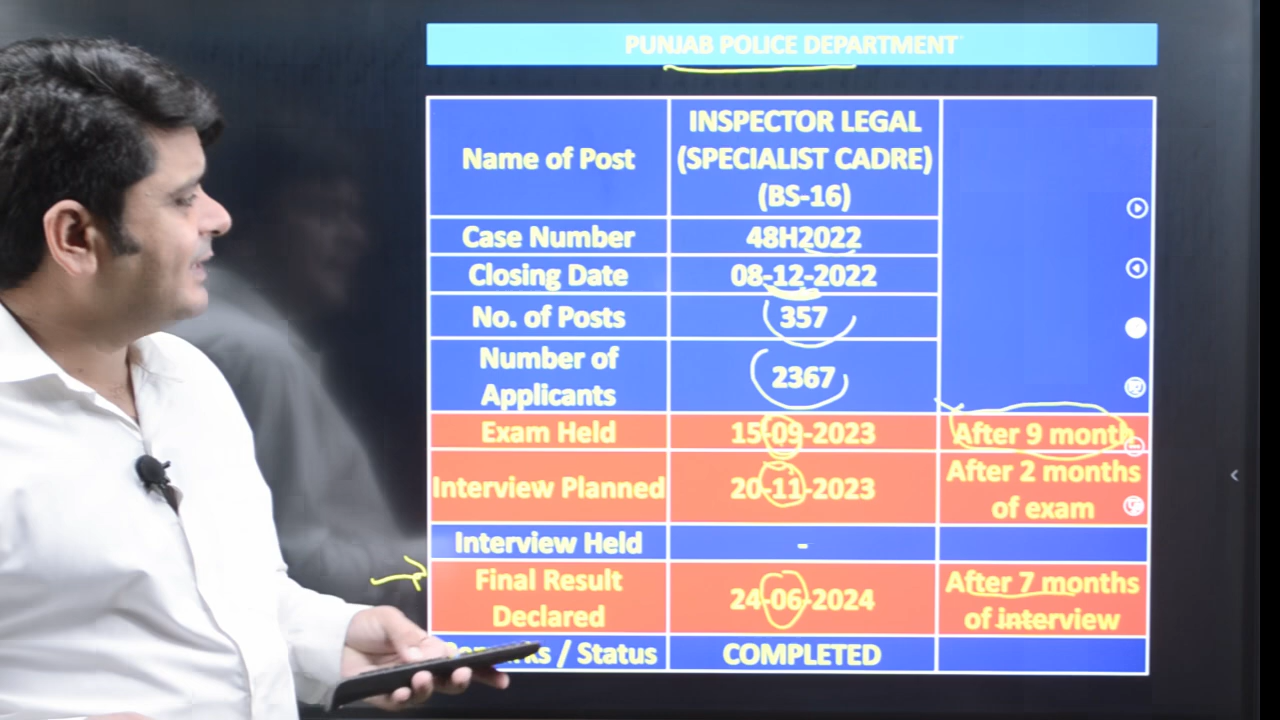 PUNJAB POLICE DEPARTMENT
Name of Post
INSPECTOR LEGAL
(SPECIALIST CADRE)
(BS-16)
Case Number
48H2022
Closing Date
08-12-2022
No. of Posts
357
Number of
Applicants
2367
Exam Held
15-09-2023
After 9 month
Interview Planned
20-11-2023
After 2 months
of exam
Interview Held
-
Final Result
Declared
24-06-2024
After 7 months
of interview
/ Status
COMPLETED